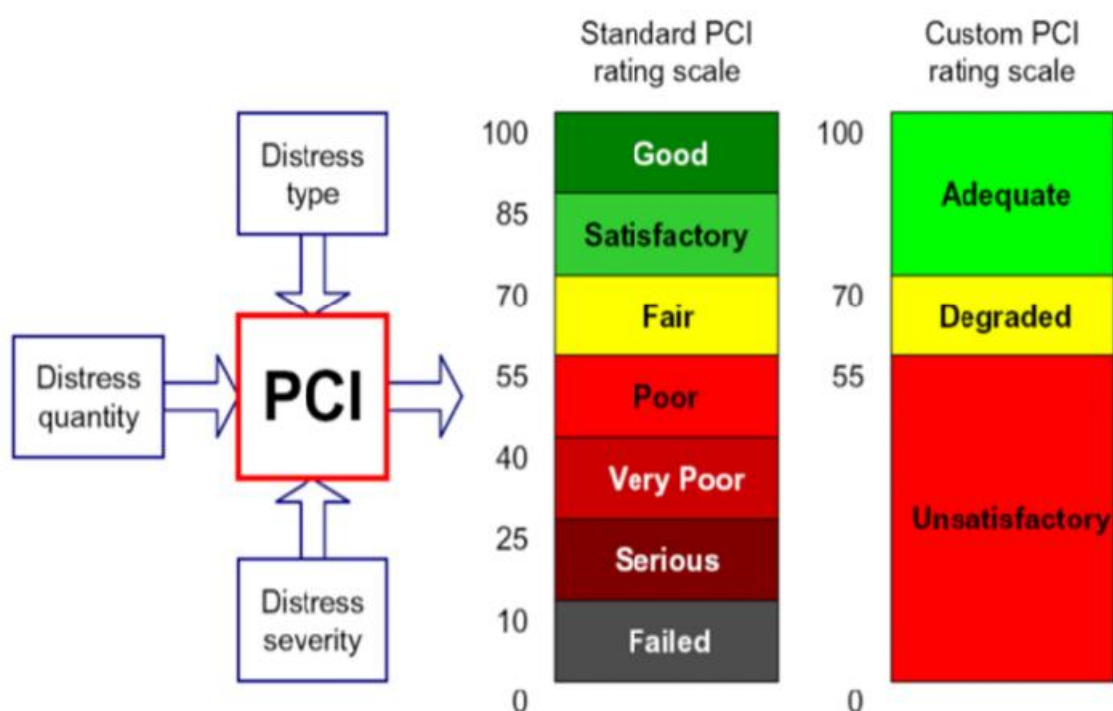 Standard PCI
rating scale
Custom PCI
rating scale
Distress
type
Distress
quantity
PCI
Distress
severity
100
85
70
55
40
25
10
0
Good
Satisfactory
Fair
Poor
Very Poor
Serious
Failed
100
70
55
0
Adequate
Degraded
Unsatisfactory